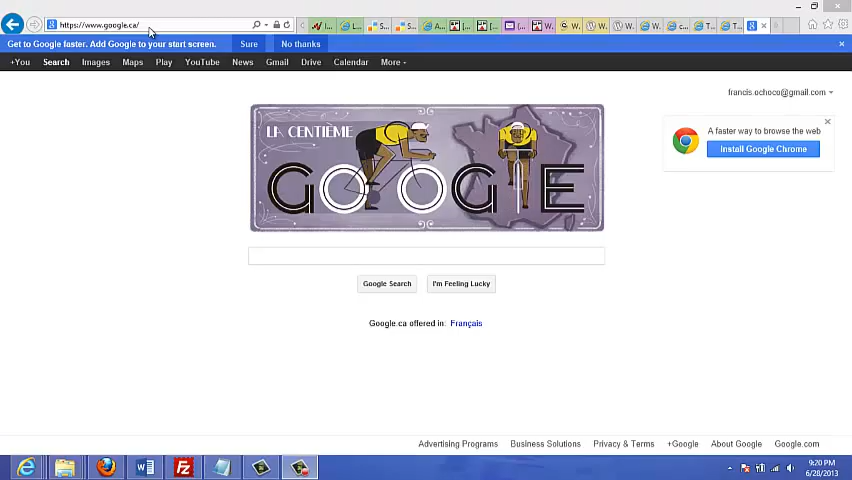 https://www.google.ca/
Get to Google faster. Add Google to your start screen. Sure No thanks
+You Search Images Maps Play YouTube News Gmail Drive Calendar More
francis.ochoco@gmail.com
A faster way to browse the web
Install Google Chrome
LA CENTIÈME
GOOGLE
Google Search I'm Feeling Lucky
Google.ca offered in: Français
Advertising Programs Business Solutions Privacy & Terms +Google About Google Google.com
9:20 PM
6/28/2013